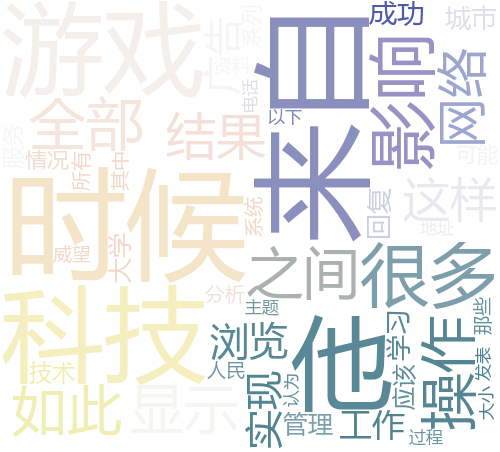 游戏
广告
系列
资料
电话
来自
成功
城市
影响
网络
全部
结果
以下
服务
情况
所有
其中
可能
时候
回复
这样
地址
系统
大学
威望
之间
很多
分析
科技
主题
他
那些
浏览
学习
操作
技术
人民
发表
如此
显示
实现
认为
应该
大小
管理
工作
过程